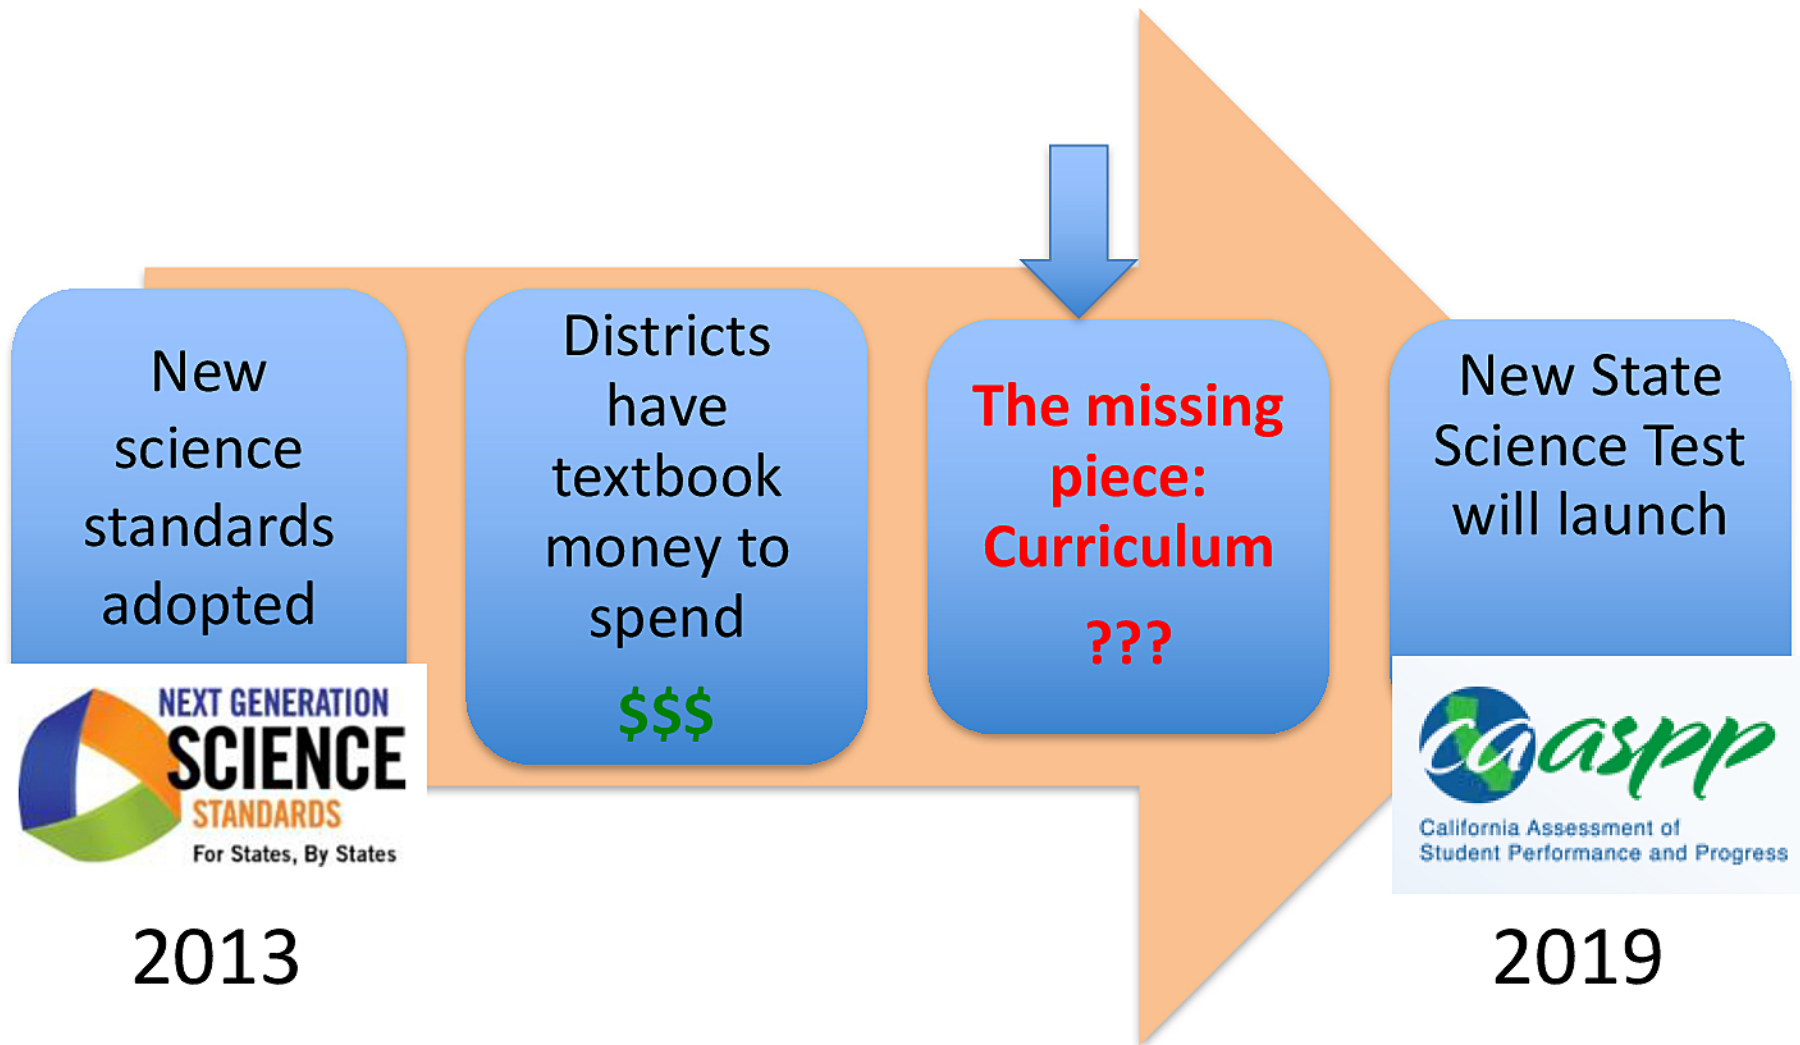 New
science
standards
adopted
NEXT GENERATION
SCIENCE
STANDARDS
For States, By States
2013
Districts
have
textbook
money to
spend
$$$
The missing
piece:
Curriculum
???
New State
Science Test
will launch
caaspp
California Assessment of
Student Performance and Progress
2019